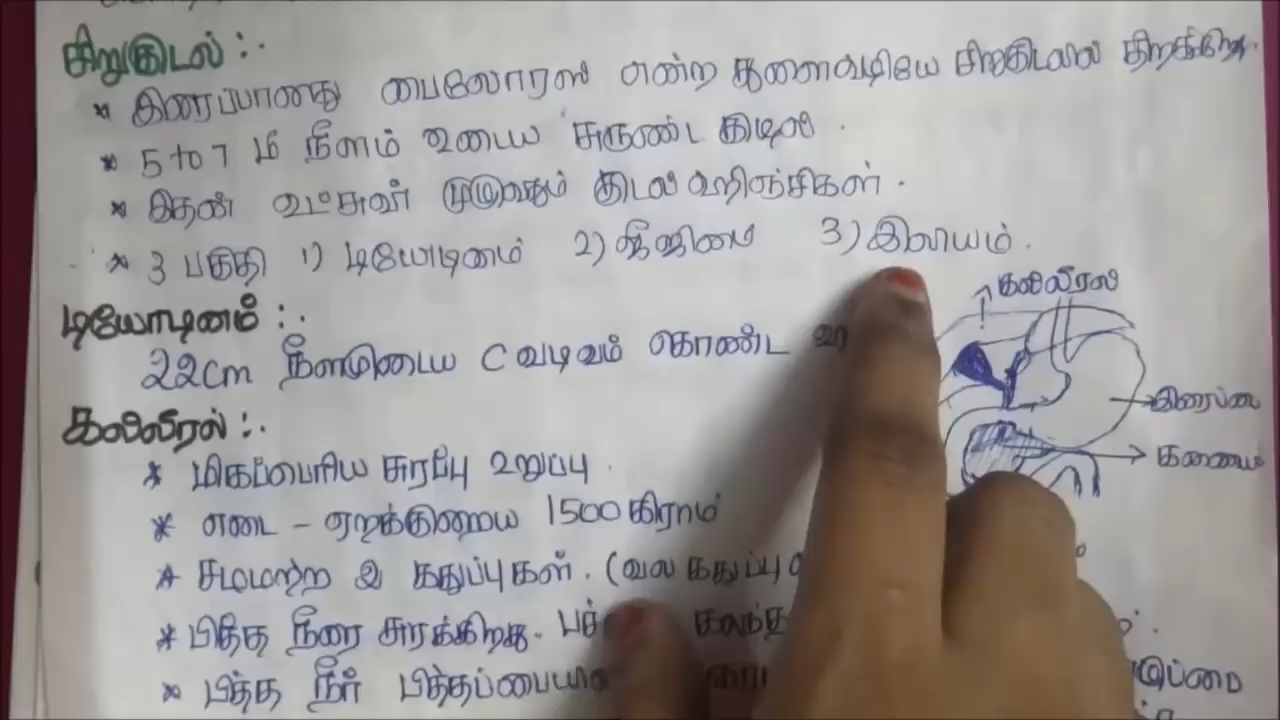 சிறுகுடல் :.
* இரைப்பானது பைலோரஸ் என்ற துளைவழியே சிறுகுடலில் திறக்கிறது.
* 5 to 7 மீ நீளம் உடைய சுருண்ட குடில் .
* இதன் உட்சுவர் முழுவதும் குடல் உறிஞ்சிகள் .
* 3 பகுதி 1) டியோடினம் 2) ஜீஜினம் 3) இலியம் .
டியோடினம் :.
22cm நீளமுடைய C வடிவம் கொண்ட
கல்லீரல்
கல்லீரல் :.
இரைப்பை
கணையம்
* மிகப்பெரிய சுரப்பு உறுப்பு .
* எடை - ஏறக்குறைய 1500 கிராம்
* சமமற்ற 2 கதுப்புகள் . (வல கதுப்பு
* பித்த நீரை சுரக்கிறது .
* பித்த நீர்